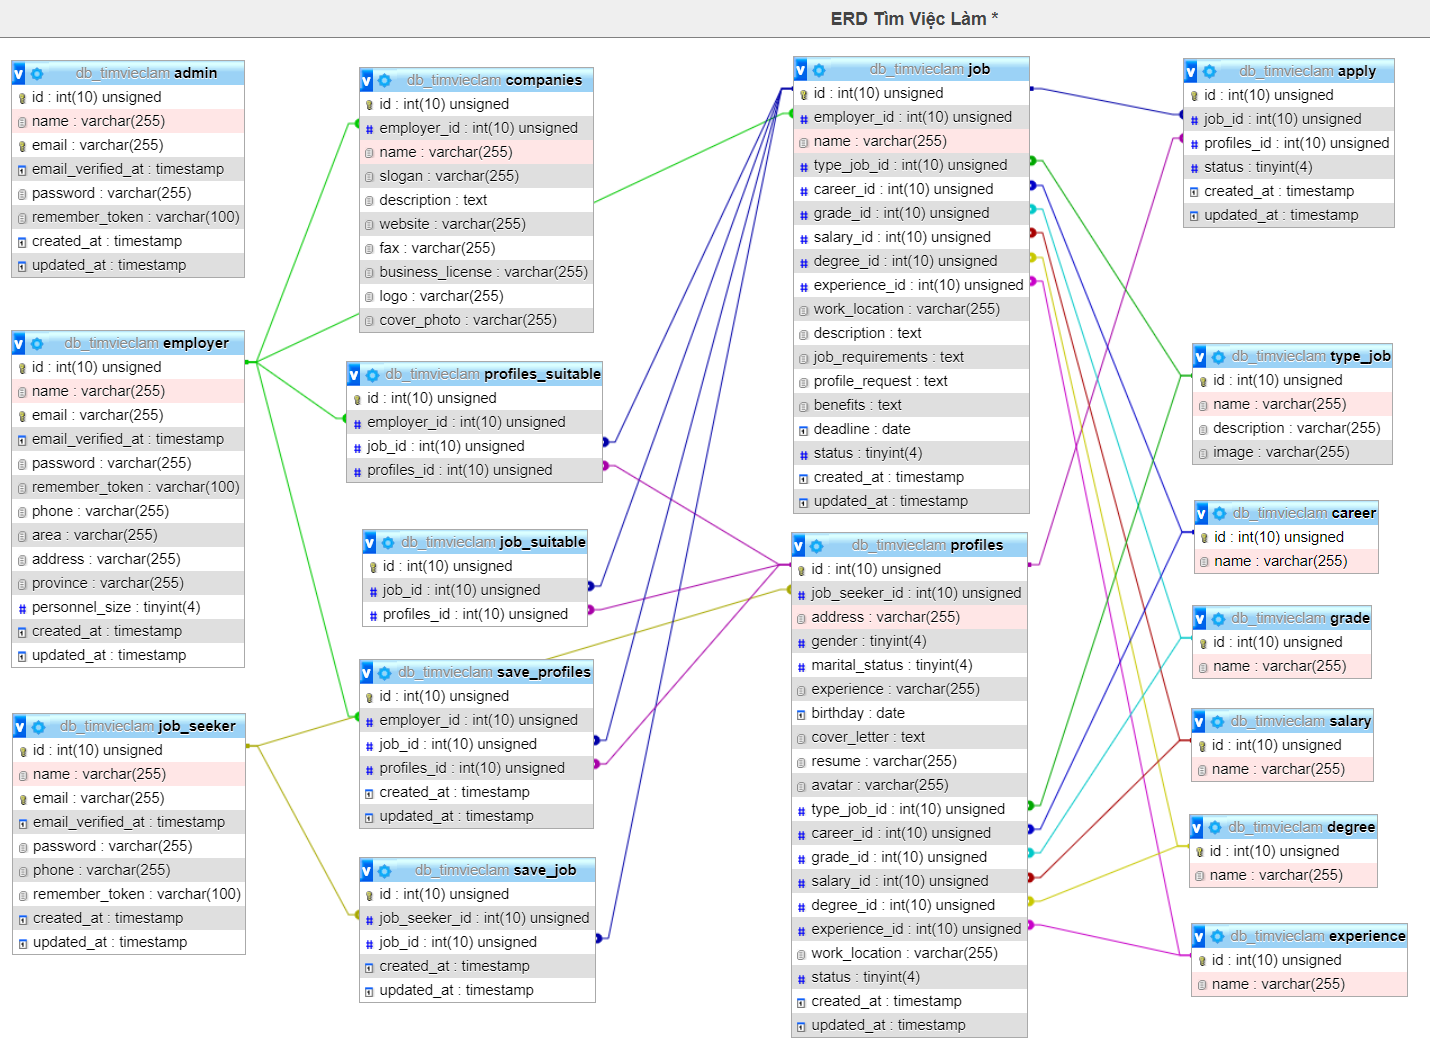 ERD Tìm Việc Làm *
db_timvieclam admin
id : int(10) unsigned
name : varchar(255)
email : varchar(255)
email_verified_at : timestamp
password : varchar(255)
remember_token : varchar(100)
created_at : timestamp
updated_at : timestamp
db_timvieclam employer
id : int(10) unsigned
name : varchar(255)
email : varchar(255)
email_verified_at : timestamp
password : varchar(255)
remember_token : varchar(100)
phone : varchar(255)
area : varchar(255)
address : varchar(255)
province : varchar(255)
personnel_size : tinyint(4)
created_at : timestamp
updated_at : timestamp
db_timvieclam job_seeker
id : int(10) unsigned
name : varchar(255)
email : varchar(255)
email_verified_at : timestamp
password : varchar(255)
phone : varchar(255)
remember_token : varchar(100)
created_at : timestamp
updated_at : timestamp
db_timvieclam companies
id : int(10) unsigned
employer_id : int(10) unsigned
name : varchar(255)
slogan : varchar(255)
description : text
website : varchar(255)
fax : varchar(255)
business_license : varchar(255)
logo : varchar(255)
cover_photo : varchar(255)
db_timvieclam profiles_suitable
id : int(10) unsigned
employer_id : int(10) unsigned
job_id : int(10) unsigned
profiles_id : int(10) unsigned
db_timvieclam job_suitable
id : int(10) unsigned
job_id : int(10) unsigned
profiles_id : int(10) unsigned
db_timvieclam save_profiles
id : int(10) unsigned
employer_id : int(10) unsigned
job_id : int(10) unsigned
profiles_id : int(10) unsigned
created_at : timestamp
updated_at : timestamp
db_timvieclam save_job
id : int(10) unsigned
job_seeker_id : int(10) unsigned
job_id : int(10) unsigned
created_at : timestamp
updated_at : timestamp
db_timvieclam job
id : int(10) unsigned
employer_id : int(10) unsigned
name : varchar(255)
type_job_id : int(10) unsigned
career_id : int(10) unsigned
grade_id : int(10) unsigned
salary_id : int(10) unsigned
degree_id : int(10) unsigned
experience_id : int(10) unsigned
work_location : varchar(255)
description : text
job_requirements : text
profile_request : text
benefits : text
deadline : date
status : tinyint(4)
created_at : timestamp
updated_at : timestamp
db_timvieclam profiles
id : int(10) unsigned
job_seeker_id : int(10) unsigned
address : varchar(255)
gender : tinyint(4)
marital_status : tinyint(4)
experience : varchar(255)
birthday : date
cover_letter : text
resume : varchar(255)
avatar : varchar(255)
type_job_id : int(10) unsigned
career_id : int(10) unsigned
grade_id : int(10) unsigned
salary_id : int(10) unsigned
degree_id : int(10) unsigned
experience_id : int(10) unsigned
work_location : varchar(255)
status : tinyint(4)
created_at : timestamp
updated_at : timestamp
db_timvieclam apply
id : int(10) unsigned
job_id : int(10) unsigned
profiles_id : int(10) unsigned
status : tinyint(4)
created_at : timestamp
updated_at : timestamp
db_timvieclam type_job
id : int(10) unsigned
name : varchar(255)
description : varchar(255)
image : varchar(255)
db_timvieclam career
id : int(10) unsigned
name : varchar(255)
db_timvieclam grade
id : int(10) unsigned
name : varchar(255)
db_timvieclam salary
id : int(10) unsigned
name : varchar(255)
db_timvieclam degree
id : int(10) unsigned
name : varchar(255)
db_timvieclam experience
id : int(10) unsigned
name : varchar(255)